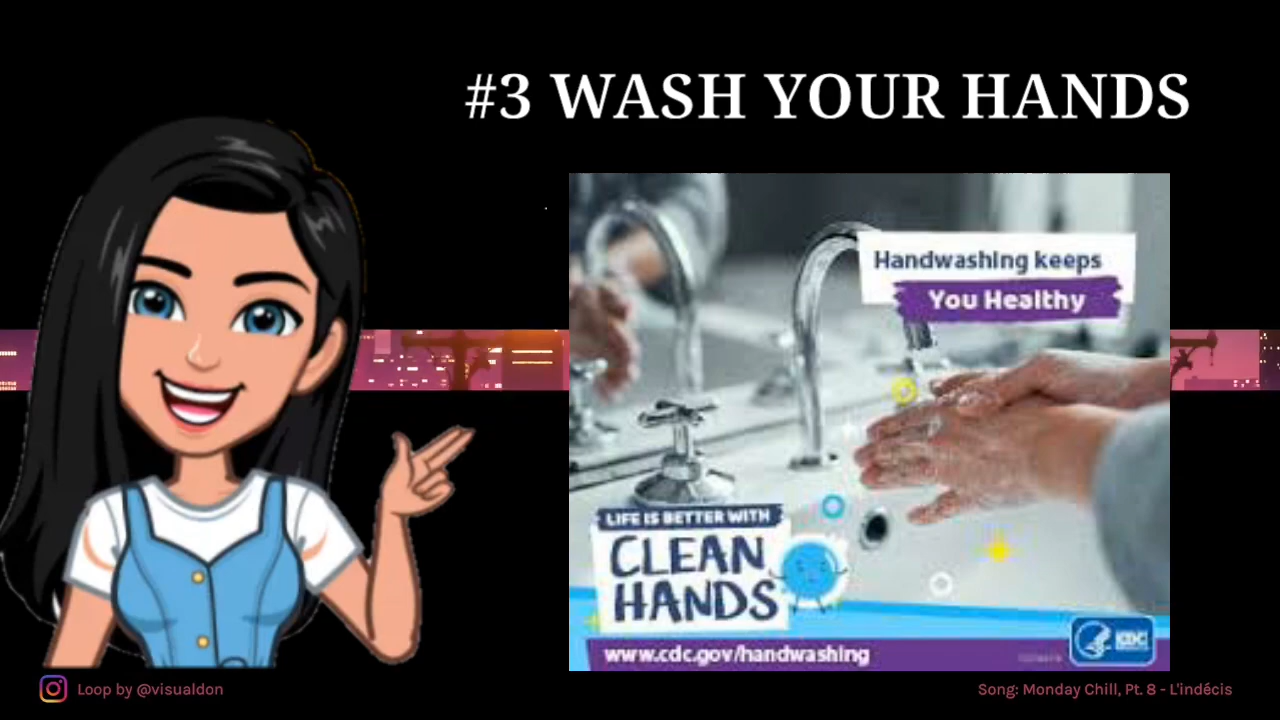 #3 WASH YOUR HANDS
Handwashing keeps
You Healthy
LIFE IS BETTER WITH
CLEAN
HANDS
www.cdc.gov/handwashing
CDC
Loop by @visualdon
Song: Monday Chill, Pt. 8 - L'indécis